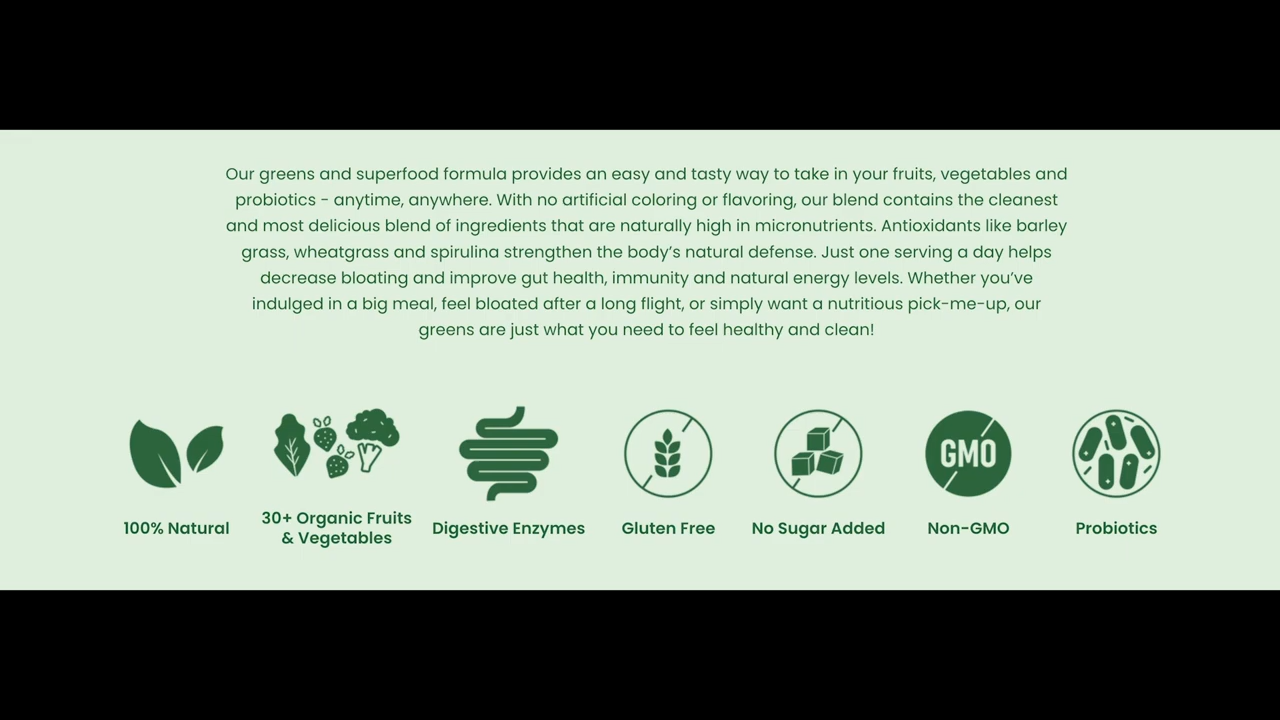 Our greens and superfood formula provides an easy and tasty way to take in your fruits, vegetables and
probiotics - anytime, anywhere. With no artificial coloring or flavoring, our blend contains the cleanest
and most delicious blend of ingredients that are naturally high in micronutrients. Antioxidants like barley
grass, wheatgrass and spirulina strengthen the body's natural defense. Just one serving a day helps
decrease bloating and improve gut health, immunity and natural energy levels. Whether you've
indulged in a big meal, feel bloated after a long flight, or simply want a nutritious pick-me-up, our
greens are just what you need to feel healthy and clean!
GMO
100% Natural
30+ Organic Fruits
& Vegetables
Digestive Enzymes
Gluten Free
No Sugar Added
Non-GMO
Probiotics